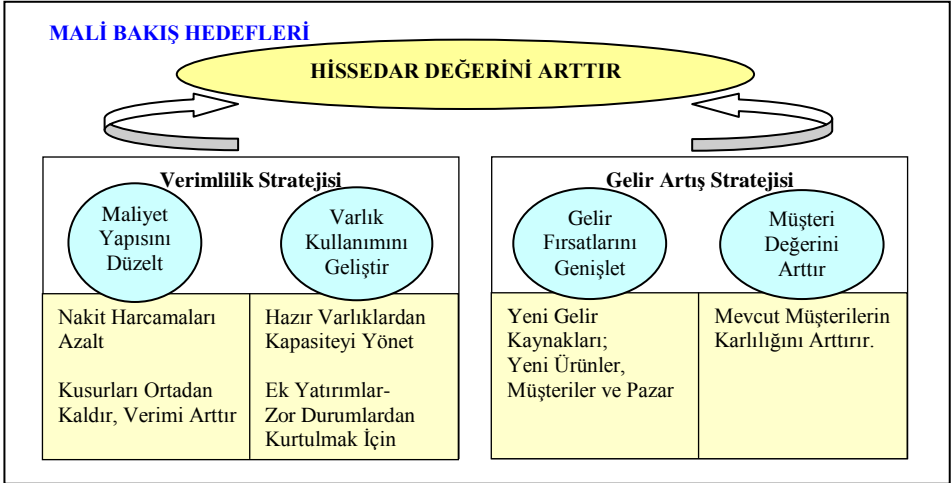 MALİ BAKIŞ HEDEFLERİ
HİSSEDAR DEĞERİNİ ARTTIR
Verimlilik Stratejisi
Maliyet
Yapısını
Düzelt
Varlık
Kullanımını
Geliştir
Nakit Harcamaları
Azalt
Kusurları Ortadan
Kaldır, Verimi Arttır
Hazır Varlıklardan
Kapasiteyi Yönet
Ek Yatırımlar-
Zor Durumlardan
Kurtulmak İçin
Gelir Artış Stratejisi
Gelir
Fırsatlarını
Genişlet
Müşteri
Değerini
Arttır
Yeni Gelir
Kaynakları;
Yeni Ürünler,
Müşteriler ve Pazar
Mevcut Müşterilerin
Karlılığını Arttırır.